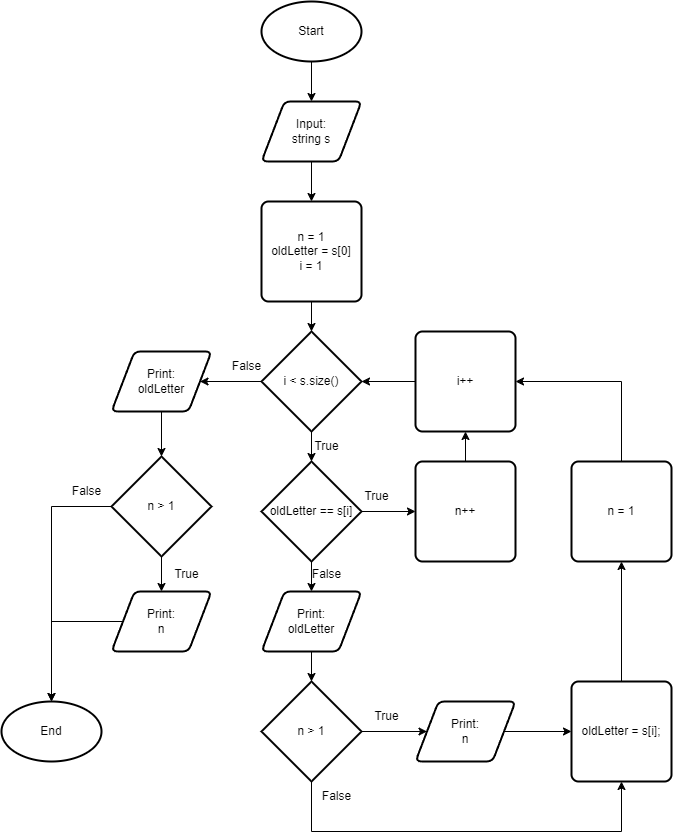 Start
Input:
string s
n = 1
oldLetter = s[0]
i = 1
i < s.size()
False
Print:
oldLetter
i++
True
n > 1
False
True
Print:
n
End
oldLetter == s[i]
True
n++
n = 1
False
Print:
oldLetter
n > 1
True
Print:
n
oldLetter = s[i];
False